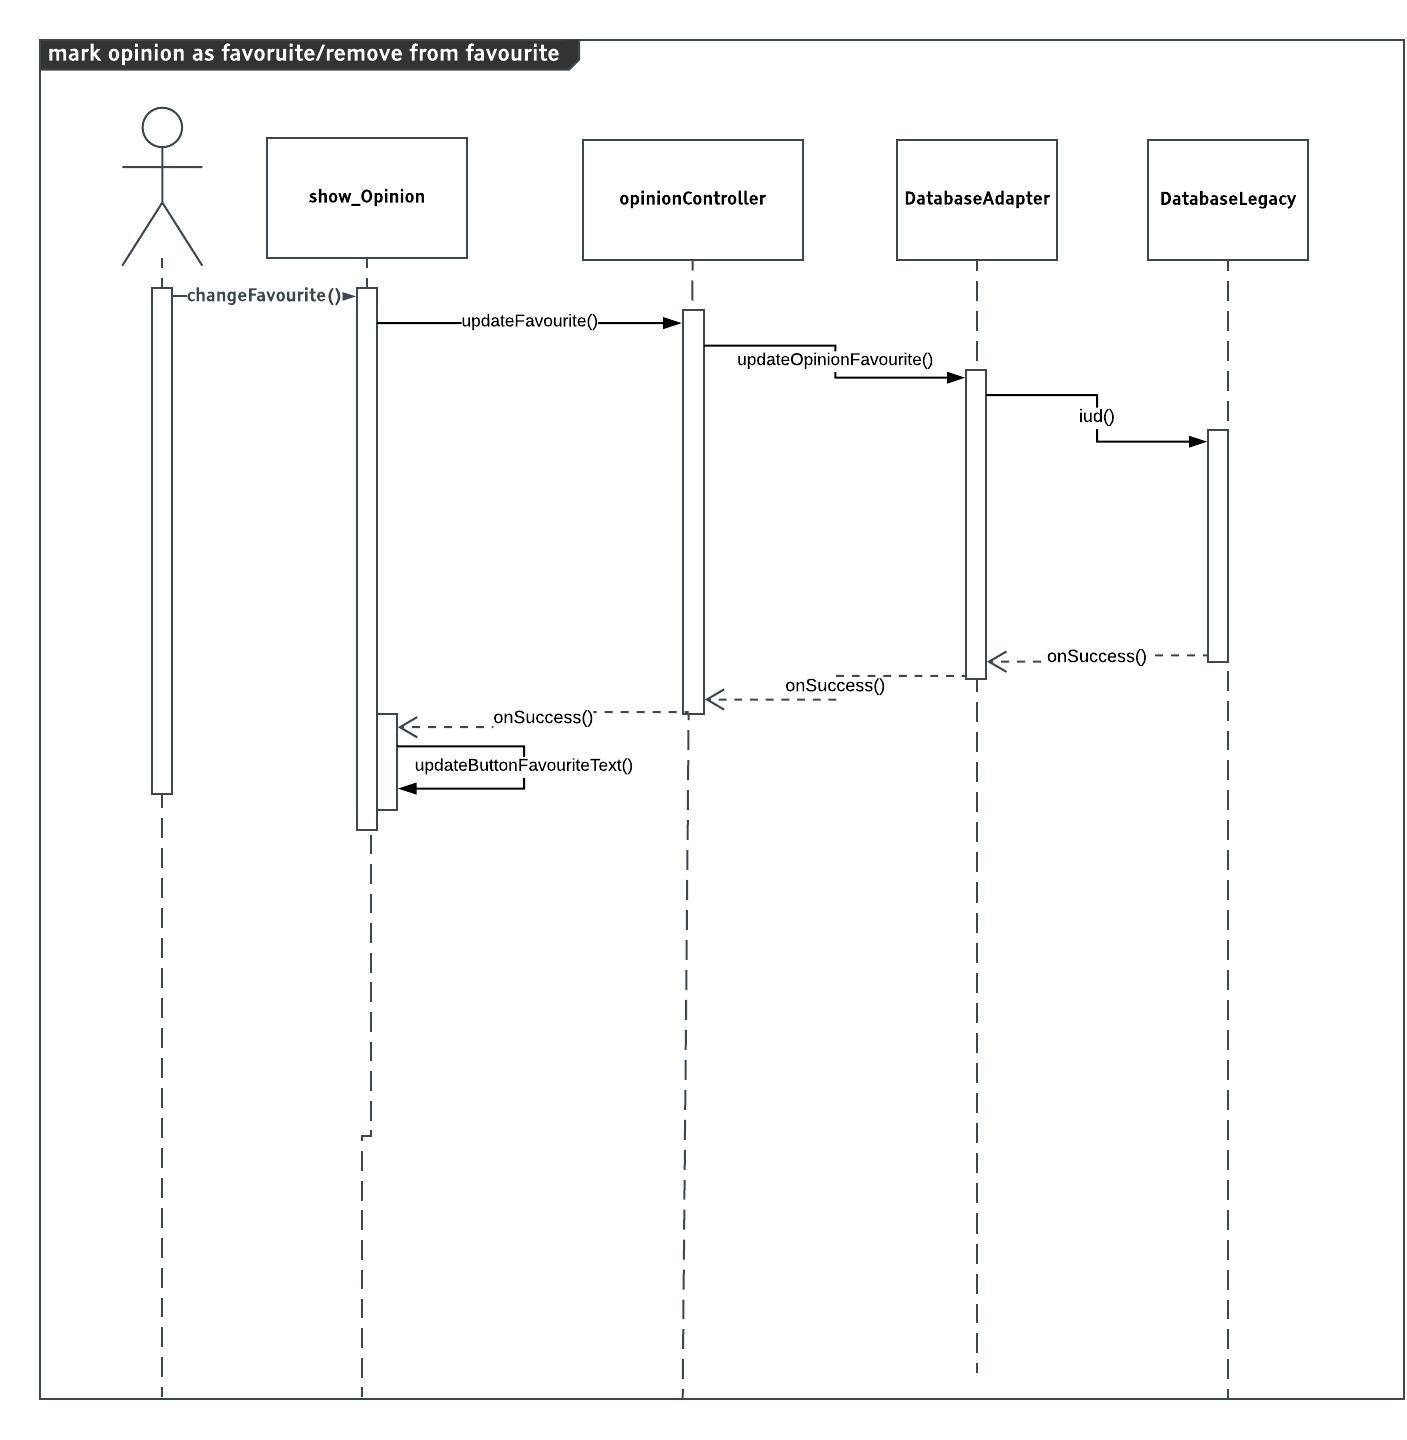 mark opinion as favoruite/remove from favourite
show_Opinion
opinionController
DatabaseAdapter
DatabaseLegacy
changeFavourite()
updateFavourite()
updateOpinionFavourite()
iud()
onSuccess()
onSuccess()
onSuccess()
updateButtonFavouriteText()